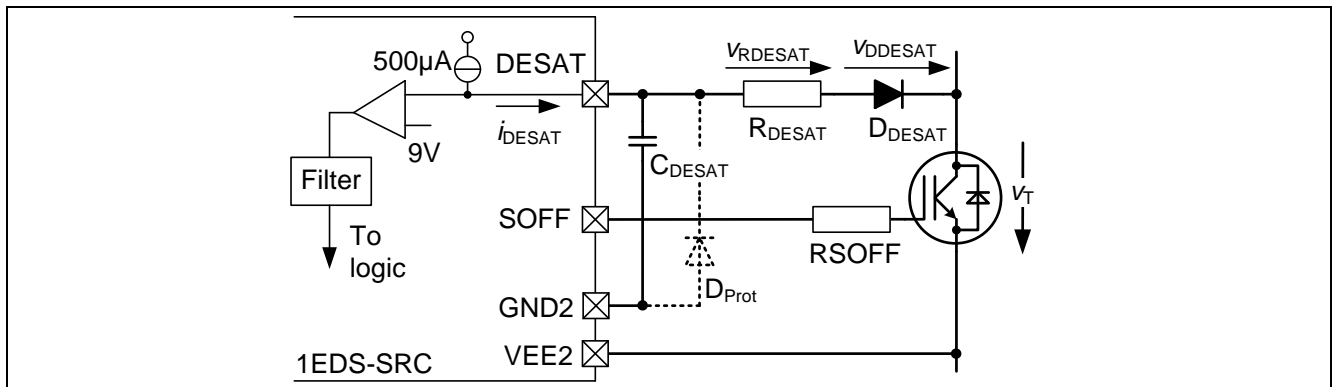 500µA
DESAT
vRDESAT
vDDESAT
iDESAT
9V
RDESAT
DDESAT
CDESAT
Filter
To
logic
SOFF
RSOFF
vT
DProt
GND2
VEE2
1EDS-SRC